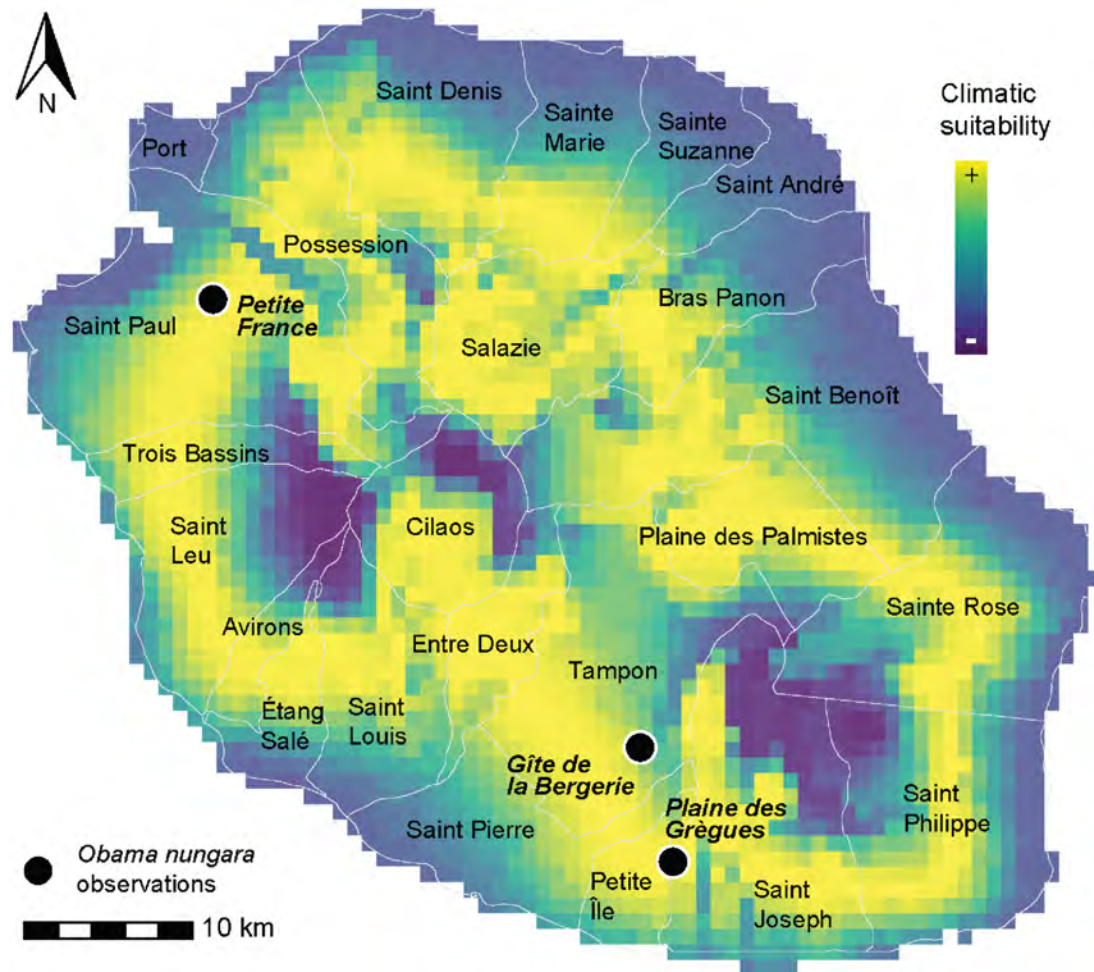 N
Saint Denis
Sainte
Marie
Sainte
Suzanne
Port
Saint André
Climatic
suitability
+
-
Possession
Petite
France
Saint Paul
Bras Panon
Salazie
Saint Benoît
Trois Bassins
Saint
Leu
Cilaos
Plaine des Palmistes
Sainte Rose
Avirons
Entre Deux
Tampon
Étang
Salé
Saint
Louis
Gîte de
la Bergerie
Plaine des
Grègues
Saint
Philippe
Saint Pierre
Petite
Île
Saint
Joseph
Obama nungara
observations
10 km